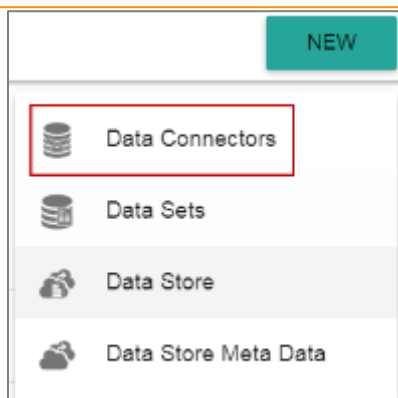 NEW
Data Connectors
Data Sets
Data Store
Data Store Meta Data